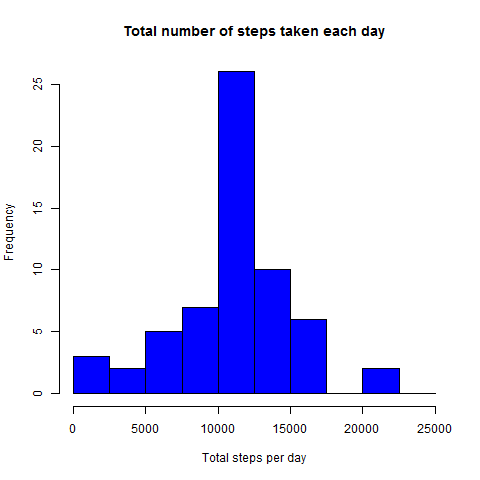 Total number of steps taken each day
Frequency
25
20
15
10
5
0
0 5000 10000 15000 20000 25000
Total steps per day